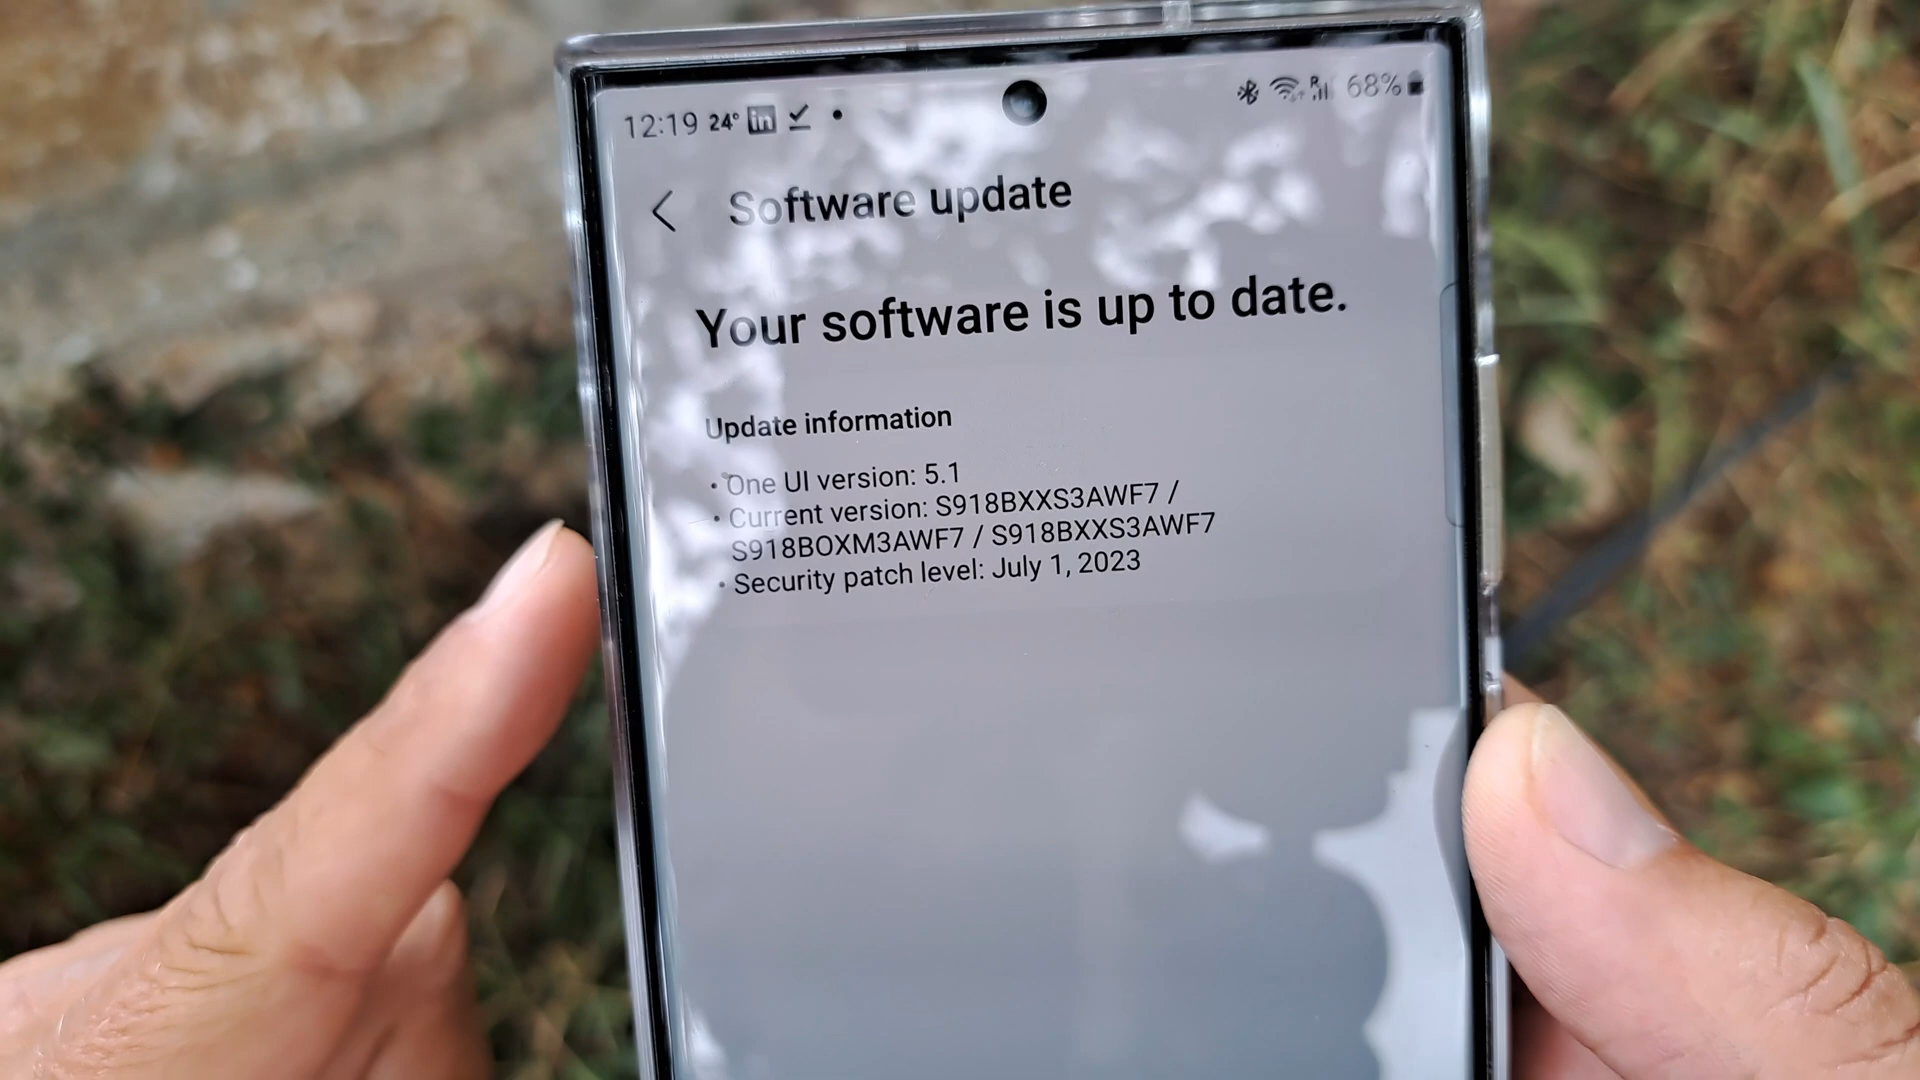 12:19 24° in R 68%
Software update
Your software is up to date.
Update information
• One UI version: 5.1
• Current version: S918BXXS3AWF7 /
S918BOXM3AWF7 / S918BXXS3AWF7
• Security patch level: July 1, 2023